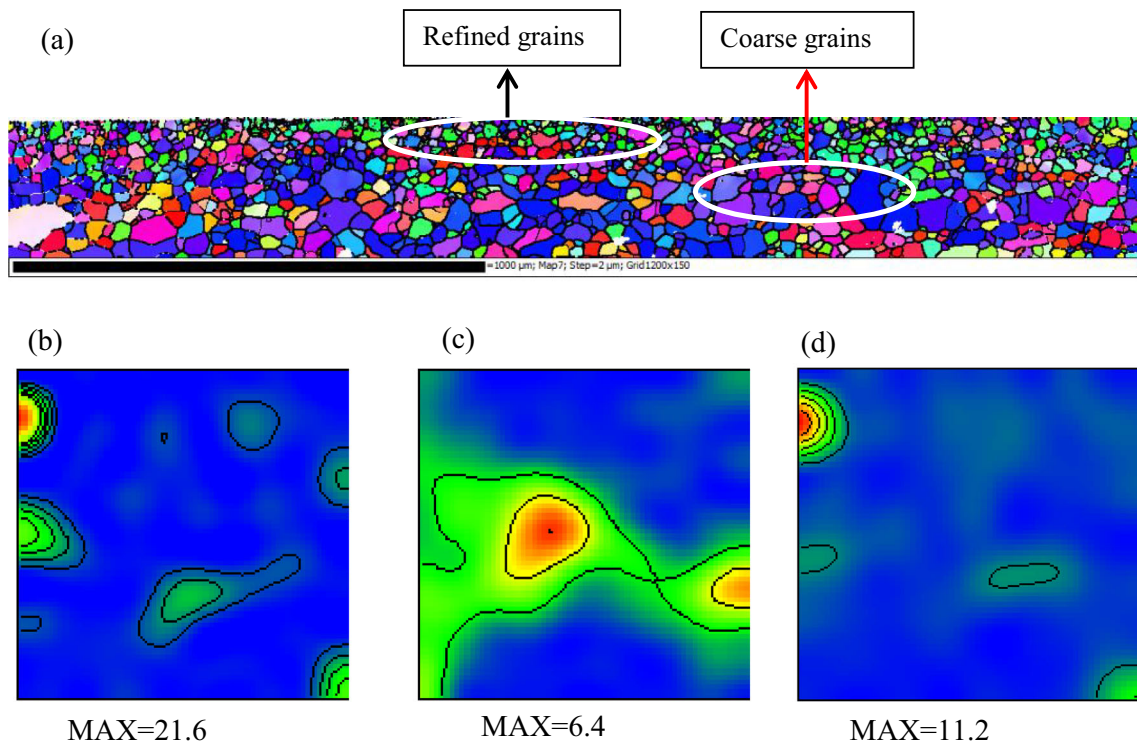 (a)
Refined grains
Coarse grains
=1000 µm; Map7; Step=2 µm; Grid1200x150
(b)
(c)
(d)
MAX=21.6
MAX=6.4
MAX=11.2